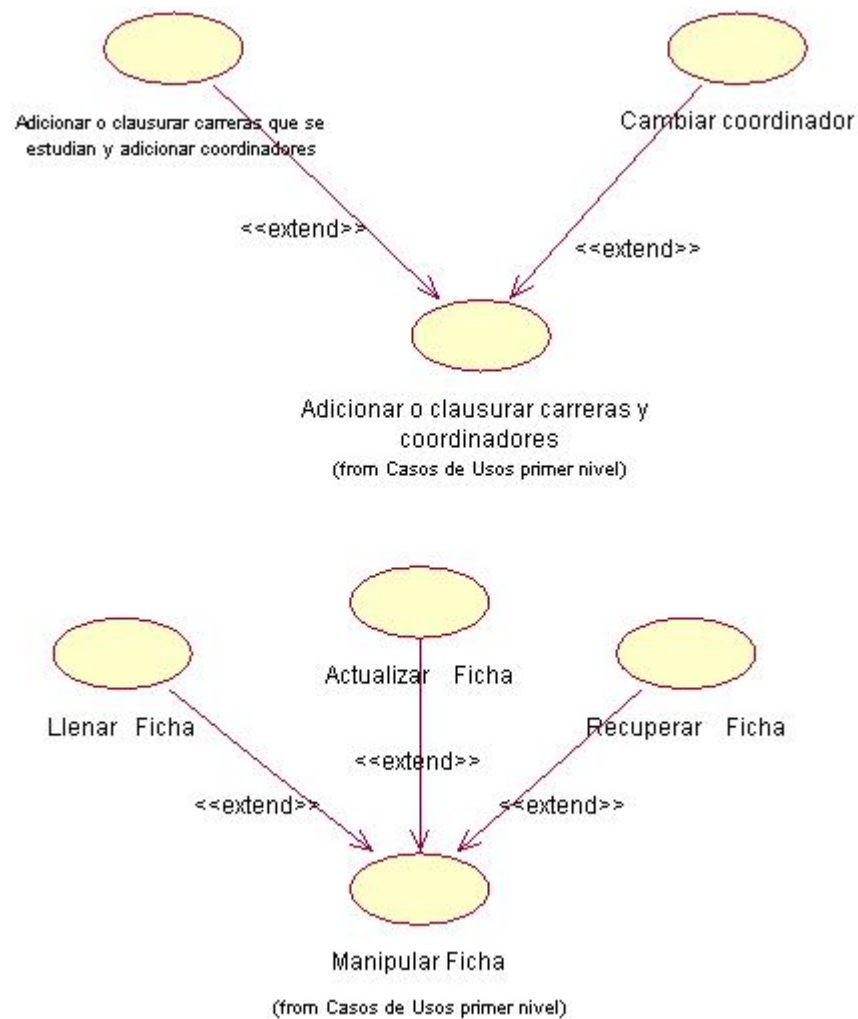 Adicionar o clausurar carreras que se
estudian y adicionar coordinadores
Cambiar coordinador
<<extend>>
<<extend>>
Adicionar o clausurar carreras y
coordinadores
(from Casos de Usos primer nivel)
Actualizar Ficha
Llenar Ficha
Recuperar Ficha
<<extend>>
<<extend>>
<<extend>>
Manipular Ficha
(from Casos de Usos primer nivel)